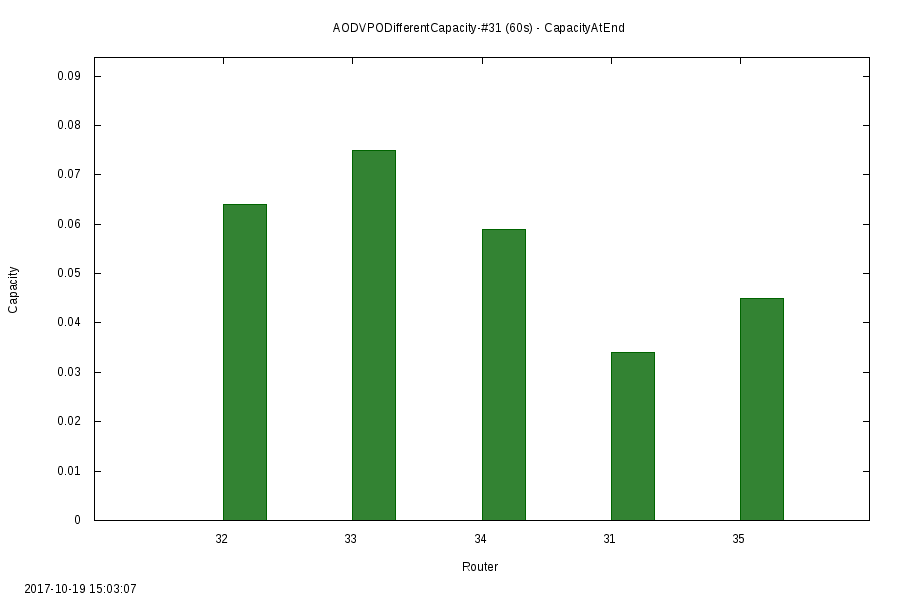 AODVPODifferentCapacity-#31 (60s) - CapacityAtEnd
0.09
0.08
0.07
0.06
0.05
0.04
0.03
0.02
0.01
0
Capacity
32 33 34 31 35
Router
2017-10-19 15:03:07